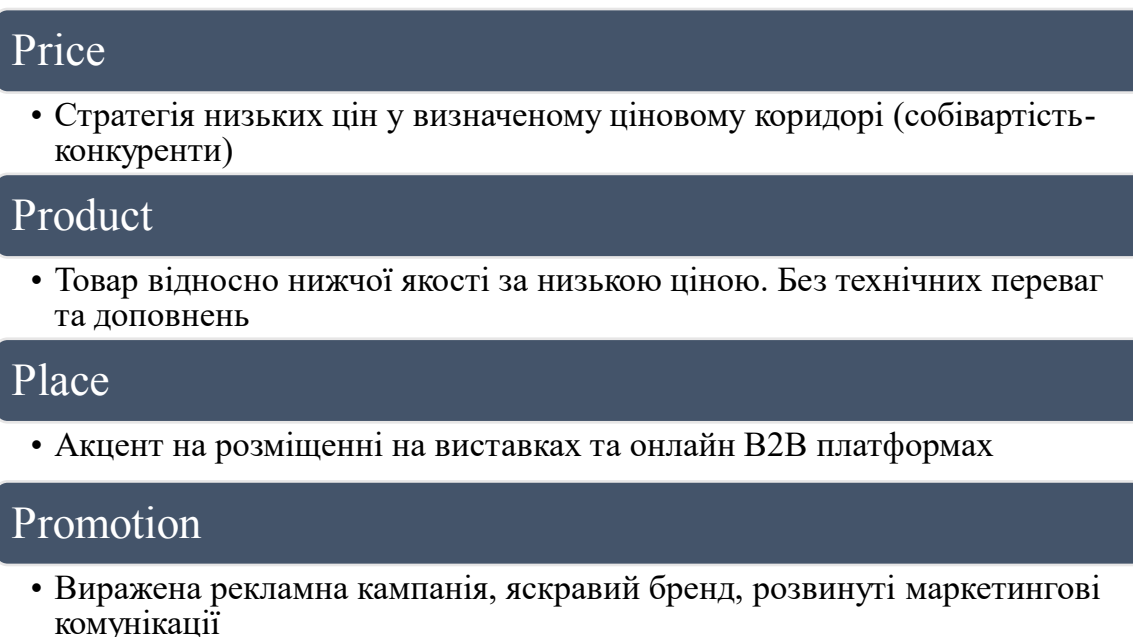 Price
• Стратегія низьких цін у визначеному ціновому коридорі (собівартість-
конкуренти)
Product
• Товар відносно нижчої якості за низькою ціною. Без технічних переваг
та доповнень
Place
• Акцент на розміщенні на виставках та онлайн B2B платформах
Promotion
• Виражена рекламна кампанія, яскравий бренд, розвинуті маркетингові
комунікації